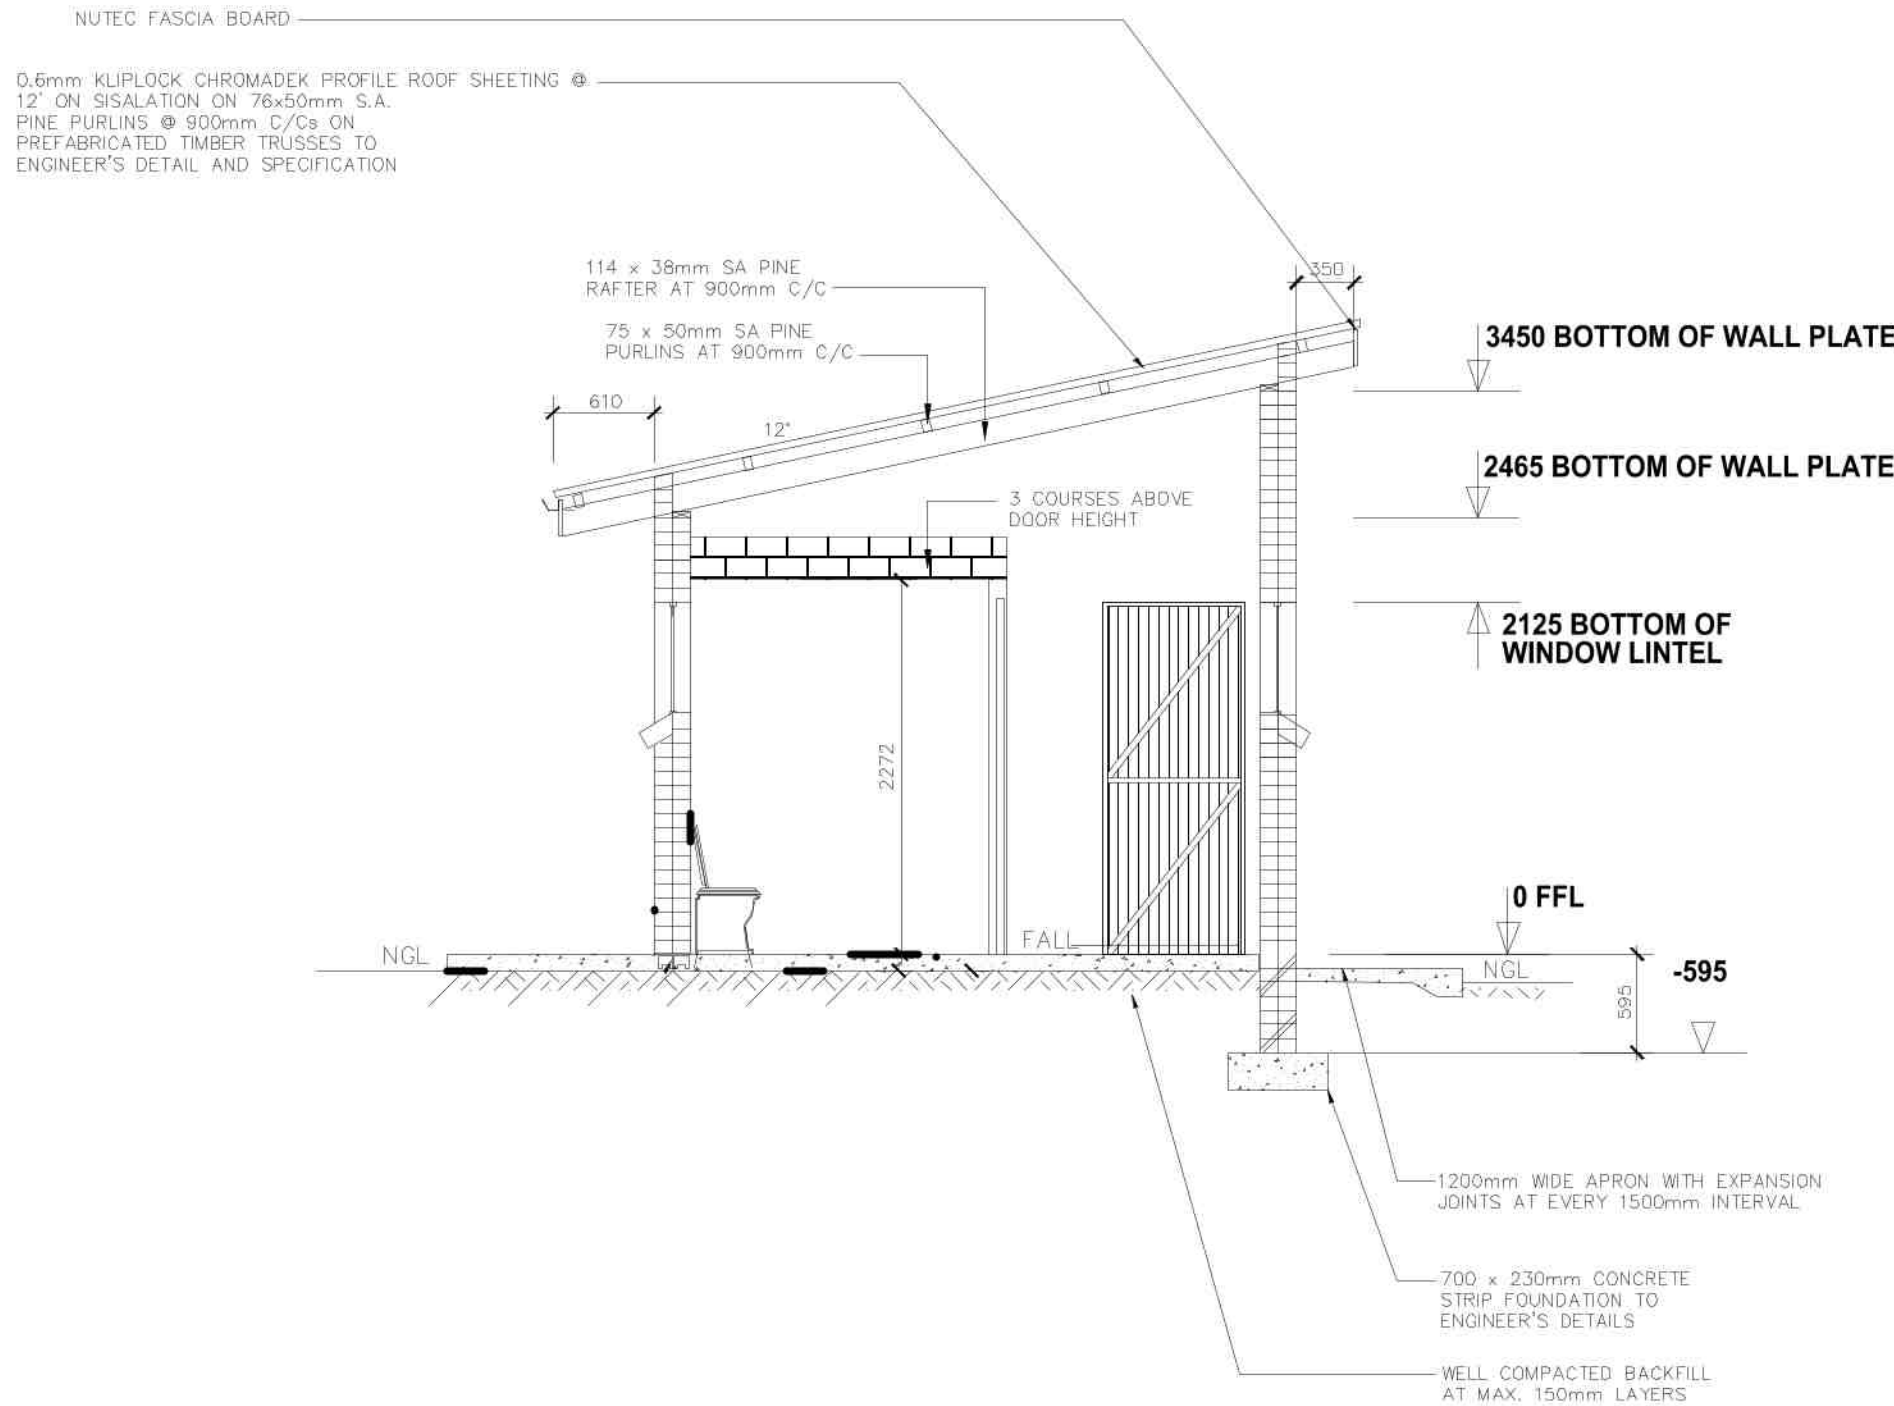 NUTEC FASCIA BOARD
0.6mm KLIPLOCK CHROMADEK PROFILE ROOF SHEETING @
12° ON SISALATION ON 76x50mm S.A.
PINE PURLINS @ 900mm C/Cs ON
PREFABRICATED TIMBER TRUSSES TO
ENGINEER'S DETAIL AND SPECIFICATION
114 x 38mm SA PINE
RAFTER AT 900mm C/C
350
75 x 50mm SA PINE
PURLINS AT 900mm C/C
3450 BOTTOM OF WALL PLATE
610
12°
2465 BOTTOM OF WALL PLATE
3 COURSES ABOVE
DOOR HEIGHT
2125 BOTTOM OF
WINDOW LINTEL
2272
0 FFL
FALL
NGL
NGL
-595
595
1200mm WIDE APRON WITH EXPANSION
JOINTS AT EVERY 1500mm INTERVAL
700 x 230mm CONCRETE
STRIP FOUNDATION TO
ENGINEER'S DETAILS
WELL COMPACTED BACKFILL
AT MAX. 150mm LAYERS